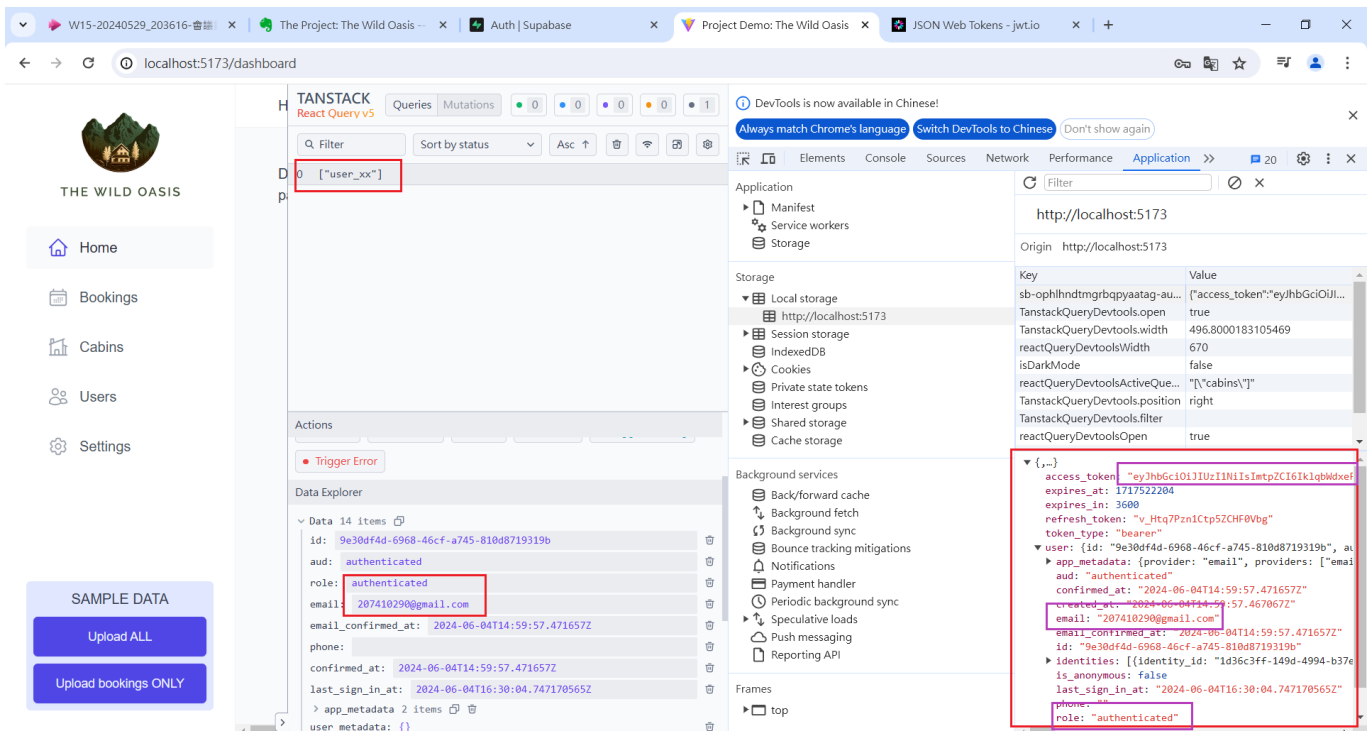 W15-20240529_203616-會議
The Project: The Wild Oasis --
Auth | Supabase
Project Demo: The Wild Oasis
JSON Web Tokens - jwt.io
localhost:5173/dashboard
THE WILD OASIS
Home
Bookings
Cabins
Users
Settings
SAMPLE DATA
Upload ALL
Upload bookings ONLY
H
D
pa
TANSTACK
React Query v5
Queries Mutations 0 0 0 0 1
Filter Sort by status Asc ↑
0 ["user_xx"]
Actions
Trigger Error
Data Explorer
Data 14 items
id: 9e30df4d-6968-46cf-a745-810d8719319b
aud: authenticated
role: authenticated
email: 207410290@gmail.com
email_confirmed_at: 2024-06-04T14:59:57.471657Z
phone:
confirmed_at: 2024-06-04T14:59:57.471657Z
last_sign_in_at: 2024-06-04T16:30:04.747170565Z
app_metadata 2 items
user_metadata: {}
DevTools is now available in Chinese!
Always match Chrome's language Switch DevTools to Chinese Don't show again
Elements Console Sources Network Performance Application 20
Application
Manifest
Service workers
Storage
Storage
Local storage
http://localhost:5173
Session storage
IndexedDB
Cookies
Private state tokens
Interest groups
Shared storage
Cache storage
Background services
Back/forward cache
Background fetch
Background sync
Bounce tracking mitigations
Notifications
Payment handler
Periodic background sync
Speculative loads
Push messaging
Reporting API
Frames
top
Filter
http://localhost:5173
Origin http://localhost:5173
Key Value
sb-ophlhndtmgrbqpyaatag-au... {"access_token":"eyJhbGciOiJI...
TanstackQueryDevtools.open true
TanstackQueryDevtools.width 496.8000183105469
reactQueryDevtoolsWidth 670
isDarkMode false
reactQueryDevtoolsActiveQue... "[\"cabins\"]"
TanstackQueryDevtools.position right
TanstackQueryDevtools.filter
reactQueryDevtoolsOpen true
{,…}
access_token: "eyJhbGciOiJIUzI1NiIsImtpZCI6IklqbWdxeF
expires_at: 1717522204
expires_in: 3600
refresh_token: "v_Htq7Pzn1Ctp5ZCHF0Vbg"
token_type: "bearer"
user: {id: "9e30df4d-6968-46cf-a745-810d8719319b", au
app_metadata: {provider: "email", providers: ["emai
aud: "authenticated"
confirmed_at: "2024-06-04T14:59:57.471657Z"
created_at: "2024-06-04T14:59:57.467067Z"
email: "207410290@gmail.com"
email_confirmed_at: "2024-06-04T14:59:57.471657Z"
id: "9e30df4d-6968-46cf-a745-810d8719319b"
identities: [{identity_id: "1d36c3ff-149d-4994-b37e
is_anonymous: false
last_sign_in_at: "2024-06-04T16:30:04.747170565Z"
phone: ""
role: "authenticated"